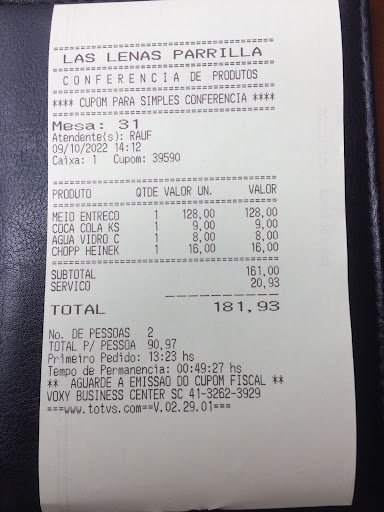 ================================
LAS LENAS PARRILLA
================================
CONFERENCIA DE PRODUTOS
================================
**** CUPOM PARA SIMPLES CONFERENCIA ****
================================
Mesa: 31
Atendente(s): RAUF
09/10/2022 14:12
Caixa: 1 Cupom: 39590
================================
PRODUTO QTDE VALOR UN. VALOR
================================
MEIO ENTRECO 1 128,00 128,00
COCA COLA KS 1 9,00 9,00
AGUA VIDRO C 1 8,00 8,00
CHOPP HEINEK 1 16,00 16,00
================================
SUBTOTAL 161,00
SERVICO 20,93
----------------
TOTAL 181,93
No. DE PESSOAS 2
TOTAL P/ PESSOA 90,97
Primeiro Pedido: 13:23 hs
Tempo de Permanencia: 00:49:27 hs
** AGUARDE A EMISSAO DO CUPOM FISCAL **
VOXY BUSINESS CENTER SC 41-3262-3929
===www.totvs.com==V.02.29.01===